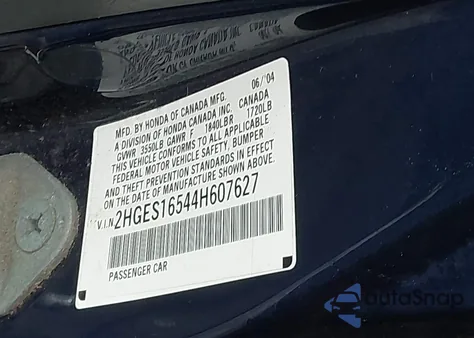 MFD. BY HONDA OF CANADA MFG. 06/'04
A DIVISION OF HONDA CANADA INC. CANADA
GVWR 3550LB GAWR F 1840LBR 1720LB
THIS VEHICLE CONFORMS TO ALL APPLICABLE
FEDERAL MOTOR VEHICLE SAFETY, BUMPER
AND THEFT PREVENTION STANDARDS IN EFFECT
ON THE DATE OF MANUFACTURE SHOWN ABOVE.
V.I.N. 2HGES16544H607627
PASSENGER CAR
autoSnap